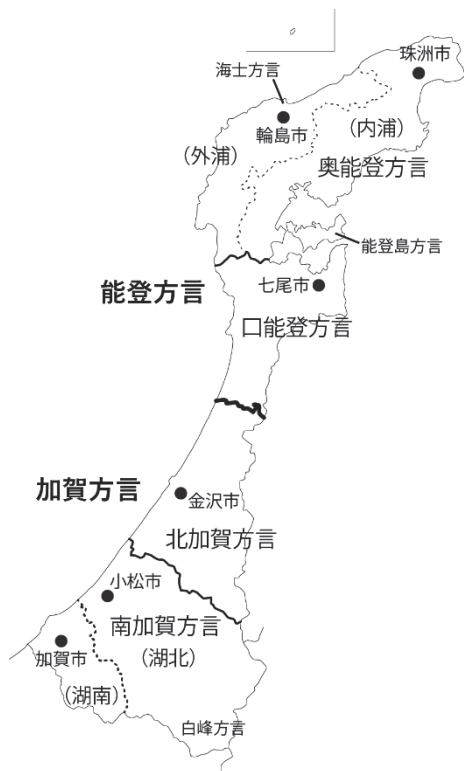 珠洲市
海士方言
輪島市
(内浦)
(外浦)
奥能登方言
能登島方言
七尾市
能登方言
口能登方言
加賀方言
金沢市
北加賀方言
小松市
南加賀方言
加賀市
(湖北)
(湖南)
白峰方言